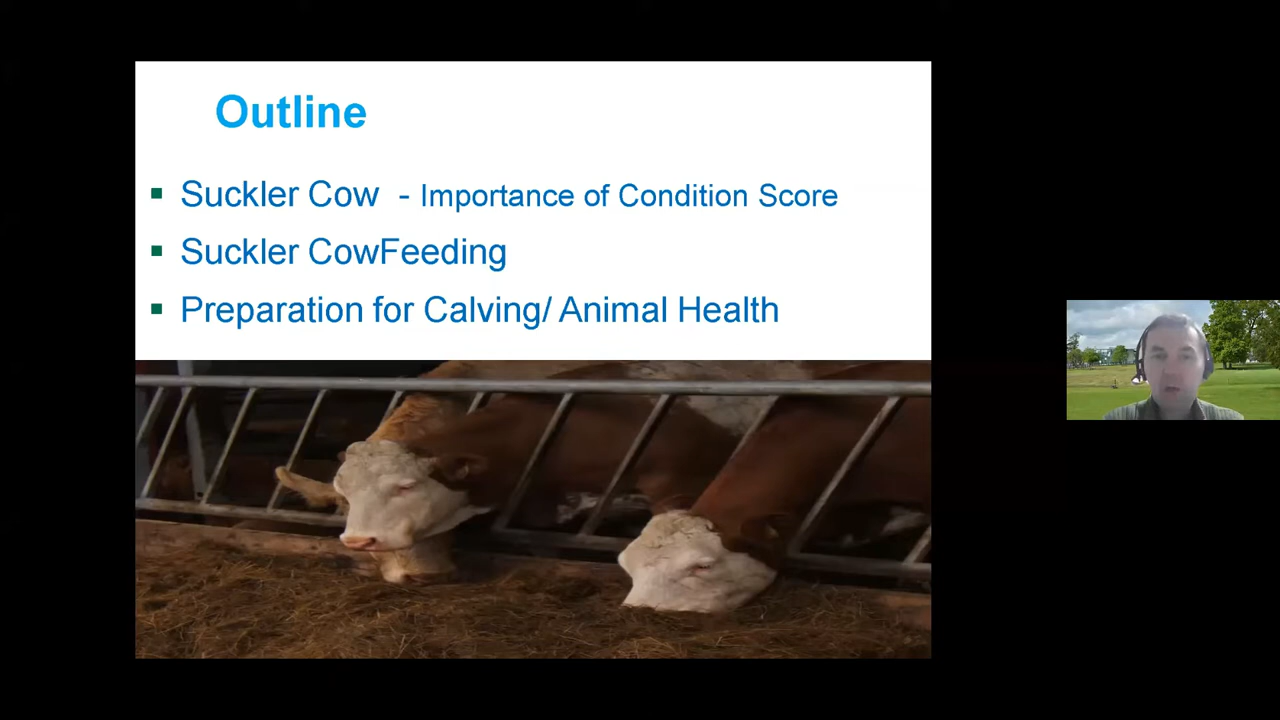 Outline
Suckler Cow - Importance of Condition Score
Suckler CowFeeding
Preparation for Calving/ Animal Health